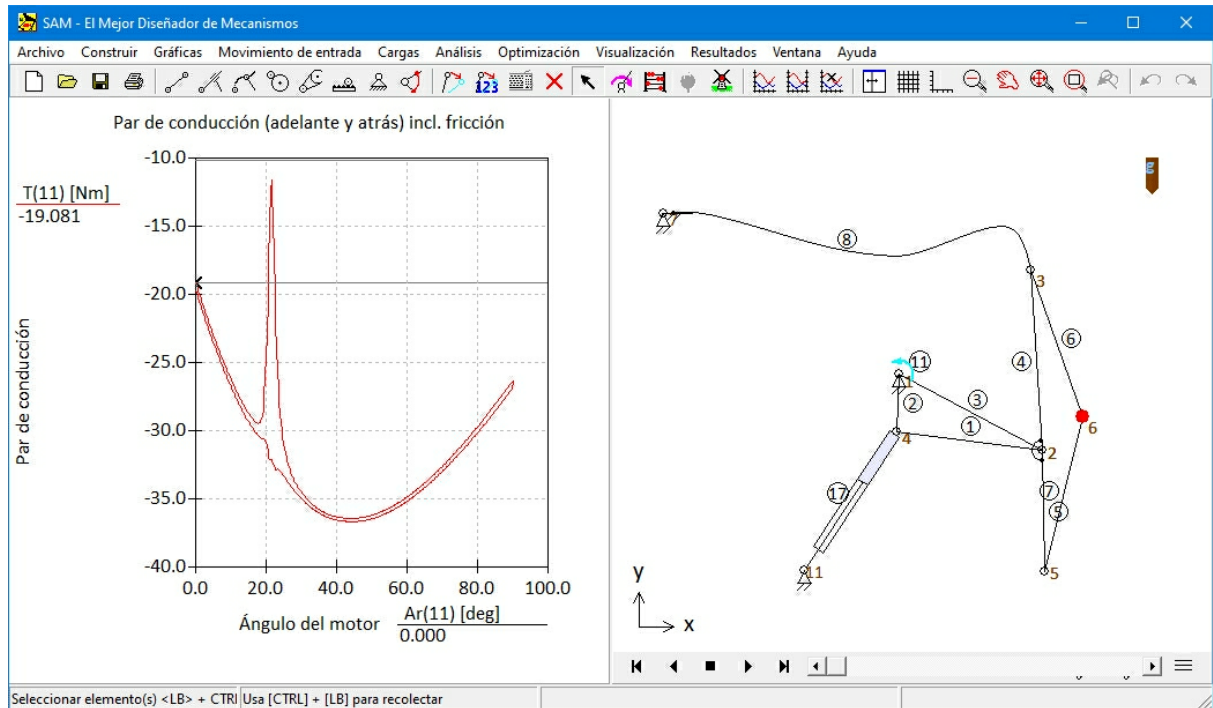 SAM - El Mejor Diseñador de Mecanismos
Archivo Construir Gráficas Movimiento de entrada Cargas Análisis Optimización Visualización Resultados Ventana Ayuda
123
Par de conducción (adelante y atrás) incl. fricción
T(11) [Nm]
-19.081
Par de conducción
-10.0
-15.0
-20.0
-25.0
-30.0
-35.0
-40.0
0.0 20.0 40.0 60.0 80.0 100.0
Ángulo del motor
Ar(11) [deg]
0.000
7
8
3
6
4
11
1
2
3
1
4
6
2
17
7
5
11
5
y
x
Seleccionar elemento(s) <LB> + CTRI
Usa [CTRL] + [LB] para recolectar